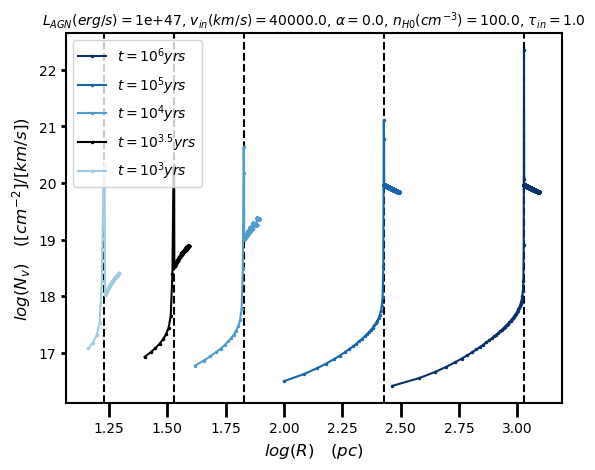 L_AGN(erg/s) = 1e+47, v_in(km/s) = 40000.0, α = 0.0, n_H0(cm^-3) = 100.0, τ_in = 1.0
t = 10^6 yrs
t = 10^5 yrs
t = 10^4 yrs
t = 10^3.5 yrs
t = 10^3 yrs
log(N_v) ([cm^-2]/[km/s])
22
21
20
19
18
17
1.25 1.50 1.75 2.00 2.25 2.50 2.75 3.00
log(R) (pc)